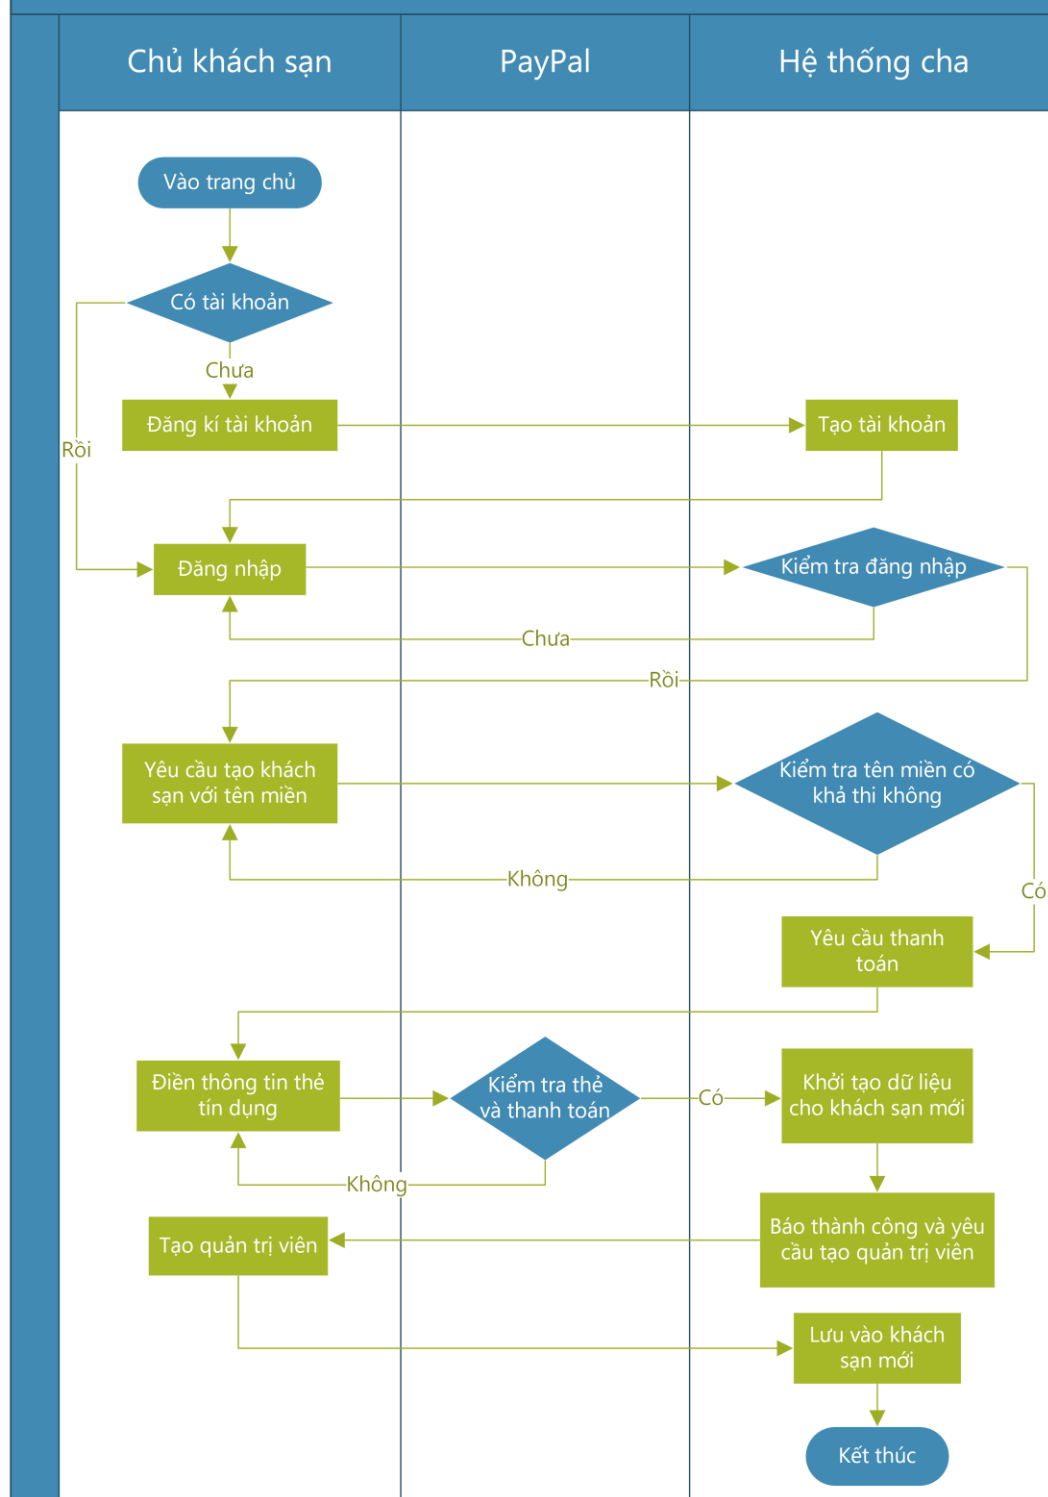 Chủ khách sạn
PayPal
Hệ thống cha
Vào trang chủ
Có tài khoản
Chưa
Đăng kí tài khoản
Tạo tài khoản
Rồi
Đăng nhập
Kiểm tra đăng nhập
Chưa
Rồi
Yêu cầu tạo khách
sạn với tên miền
Kiểm tra tên miền có
khả thi không
Không
Có
Yêu cầu thanh
toán
Điền thông tin thẻ
tín dụng
Kiểm tra thẻ
và thanh toán
Có
Khởi tạo dữ liệu
cho khách sạn mới
Không
Tạo quản trị viên
Báo thành công và yêu
cầu tạo quản trị viên
Lưu vào khách
sạn mới
Kết thúc